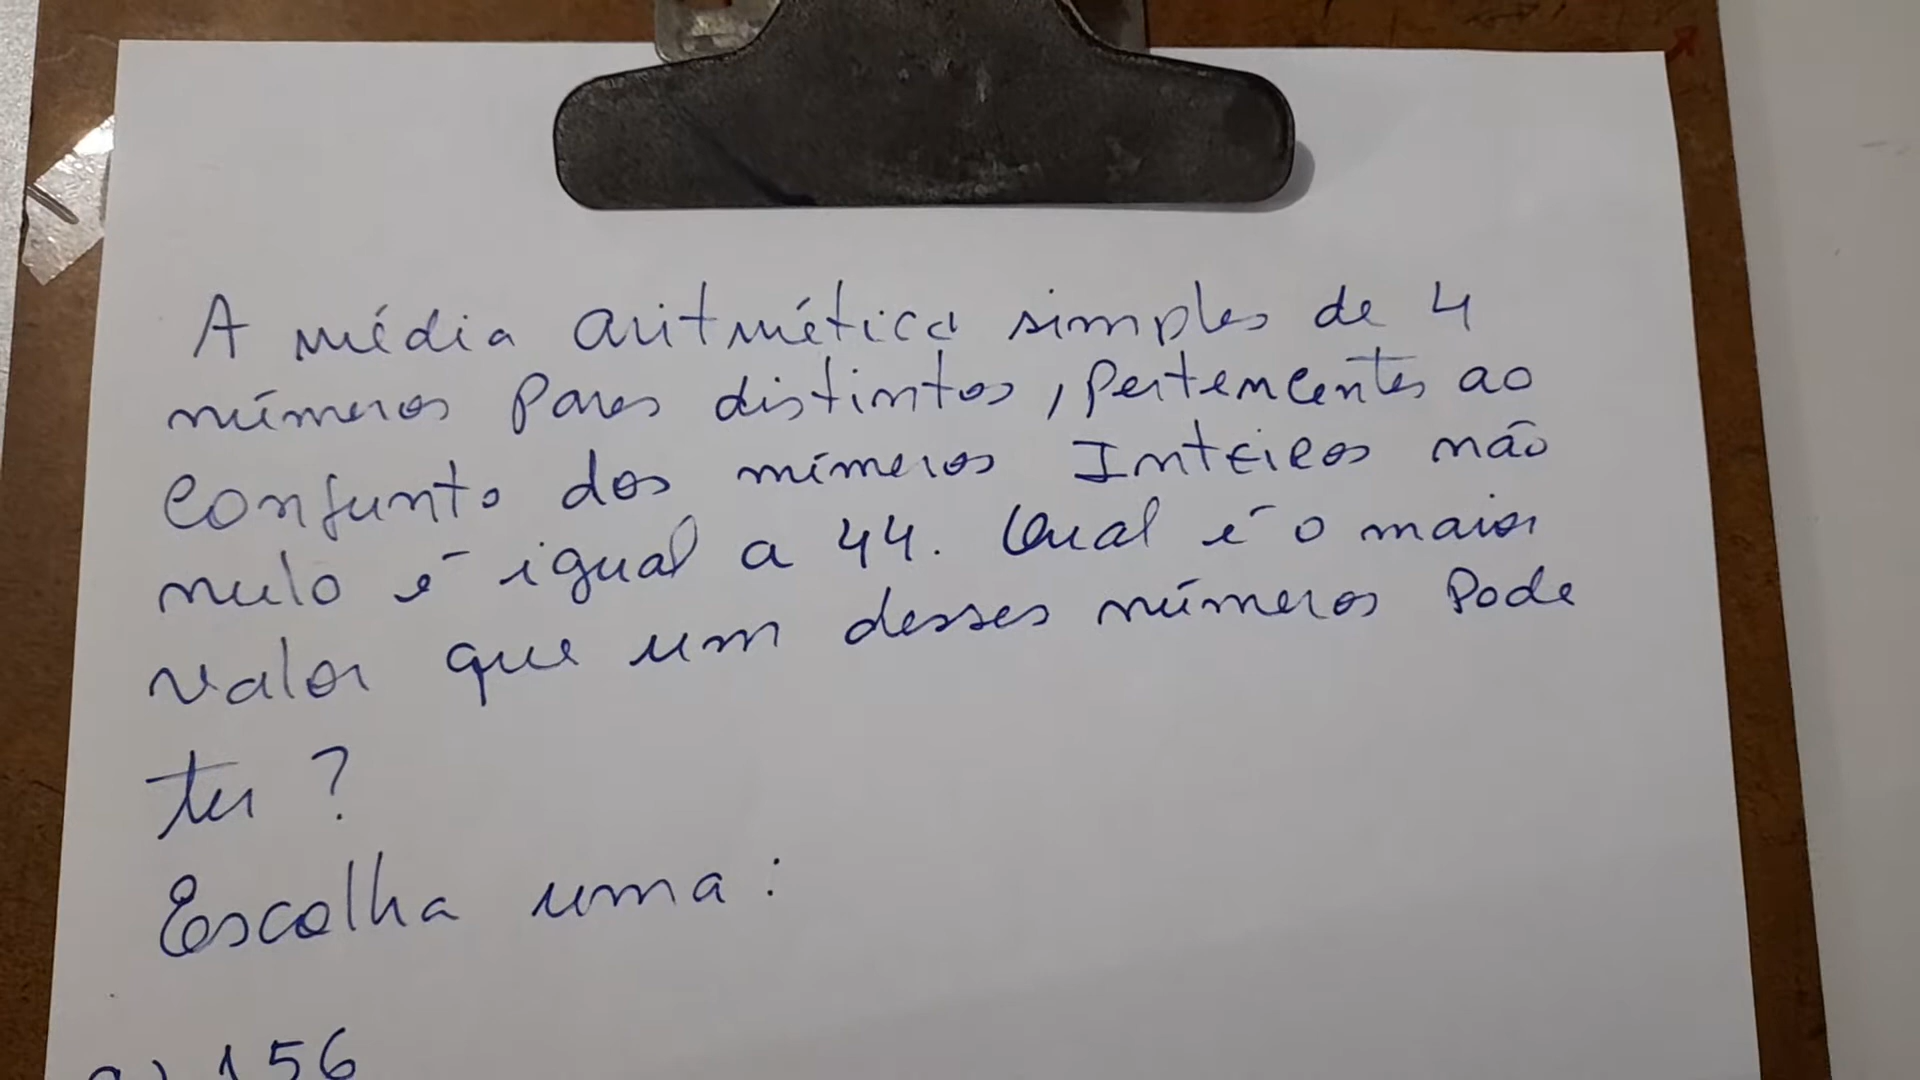 A média aritmética simples de 4
números Pares distintos, Pertencentes ao
conjunto dos números Inteiros não
nulo é igual a 44. Qual é o maior
valor que um desses números Pode
ter ?
Escolha uma :
a) 156